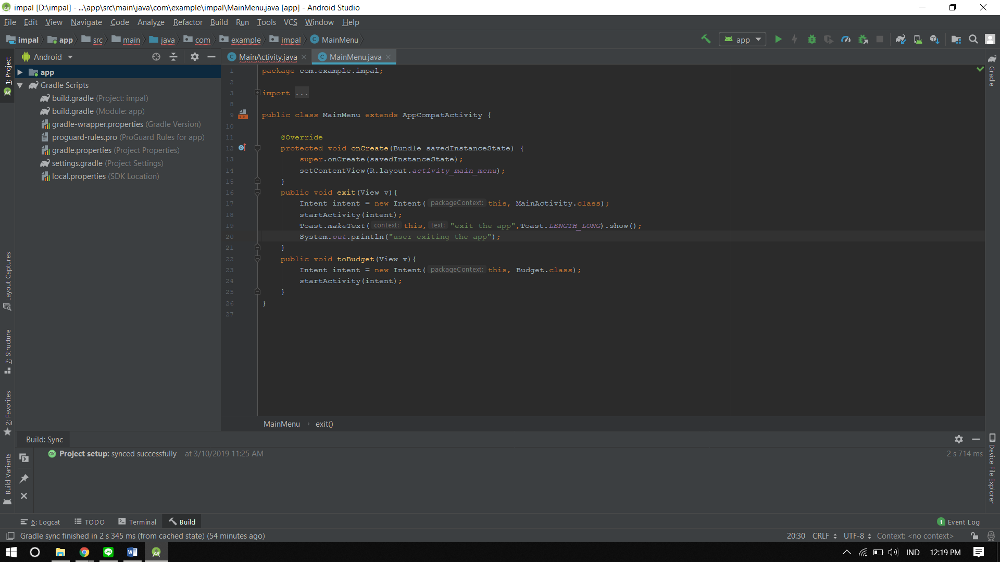 impal [D:\impal] - ...\app\src\main\java\com\example\impal\MainMenu.java [app] - Android Studio
File Edit View Navigate Code Analyze Refactor Build Run Tools VCS Window Help
impal app src main java com example impal MainMenu app
Android
MainActivity.java MainMenu.java
1: Project
Layout Captures
7: Structure
2: Favorites
Build Variants
app
Gradle Scripts
build.gradle (Project: impal)
build.gradle (Module: app)
gradle-wrapper.properties (Gradle Version)
proguard-rules.pro (ProGuard Rules for app)
gradle.properties (Project Properties)
settings.gradle (Project Settings)
local.properties (SDK Location)
1 package com.example.impal;
2
3 import ...
8
9 public class MainMenu extends AppCompatActivity {
10
11 @Override
12 protected void onCreate(Bundle savedInstanceState) {
13 super.onCreate(savedInstanceState);
14 setContentView(R.layout.activity_main_menu);
15 }
16 public void exit(View v){
17 Intent intent = new Intent( packageContext: this, MainActivity.class);
18 startActivity(intent);
19 Toast.makeText( context: this, text: "exit the app",Toast.LENGTH_LONG).show();
20 System.out.println("user exiting the app");
21 }
22 public void toBudget(View v){
23 Intent intent = new Intent( packageContext: this, Budget.class);
24 startActivity(intent);
25 }
26 }
27
MainMenu › exit()
Gradle
Device File Explorer
Build: Sync
OK Project setup: synced successfully at 3/10/2019 11:25 AM 2 s 714 ms
6: Logcat TODO Terminal Build 1 Event Log
Gradle sync finished in 2 s 345 ms (from cached state) (54 minutes ago) 20:30 CRLF UTF-8 Context: <no context>
LINE W IND 12:19 PM